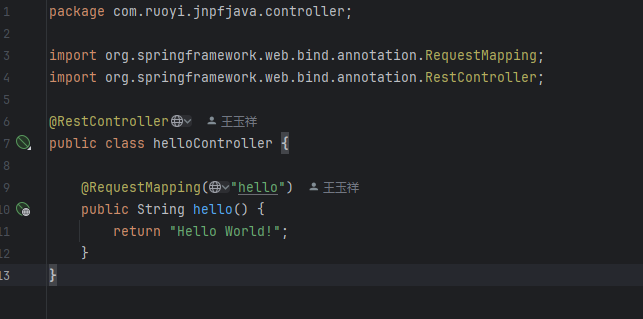 1 package com.ruoyi.jnpfjava.controller;
2
3 import org.springframework.web.bind.annotation.RequestMapping;
4 import org.springframework.web.bind.annotation.RestController;
5
6 @RestController 王玉祥
7 public class helloController {
8
9 @RequestMapping("hello") 王玉祥
10 public String hello() {
11 return "Hello World!";
12 }
13 }